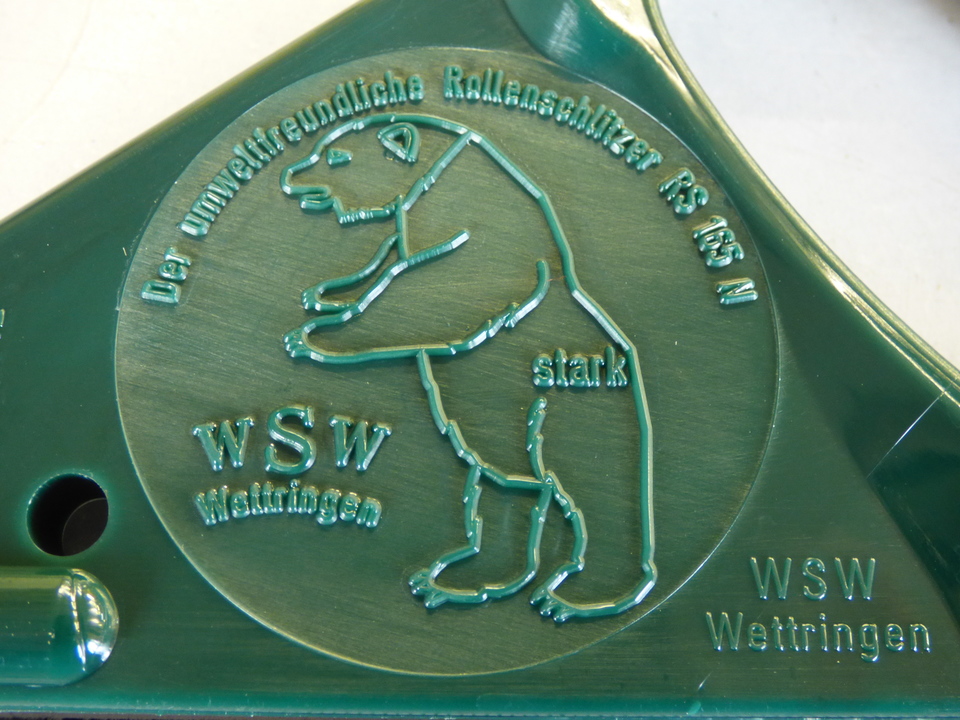 Der umweltfreundliche Rollenschlitzer RS 165 N
stark
WSW
Wettringen
WSW
Wettringen